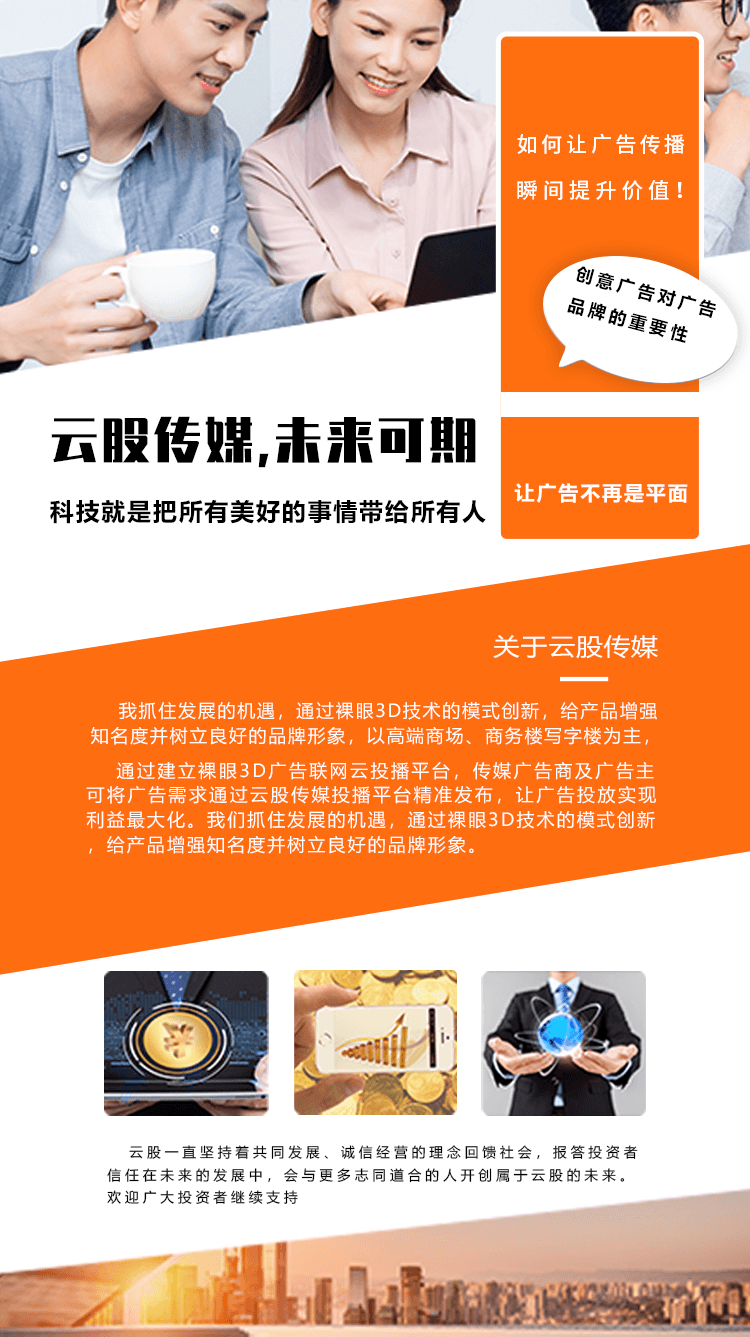 如何让广告传播
瞬间提升价值！
创意广告对广告
品牌的重要性
云股传媒,未来可期
科技就是把所有美好的事情带给所有人
让广告不再是平面
关于云股传媒
我抓住发展的机遇，通过裸眼3D技术的模式创新，给产品增强
知名度并树立良好的品牌形象，以高端商场、商务楼写字楼为主，
通过建立裸眼3D广告联网云投播平台，传媒广告商及广告主
可将广告需求通过云股传媒投播平台精准发布，让广告投放实现
利益最大化。我们抓住发展的机遇，通过裸眼3D技术的模式创新
，给产品增强知名度并树立良好的品牌形象。
云股一直坚持着共同发展、诚信经营的理念回馈社会，报答投资者
信任在未来的发展中，会与更多志同道合的人开创属于云股的未来。
欢迎广大投资者继续支持